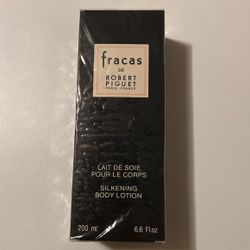 fracas
DE
ROBERT
PIGUET
PARIS-FRANCE
LAIT DE SOIE
POUR LE CORPS
SILKENING
BODY LOTION
200 ml 6.6 Fl. Oz